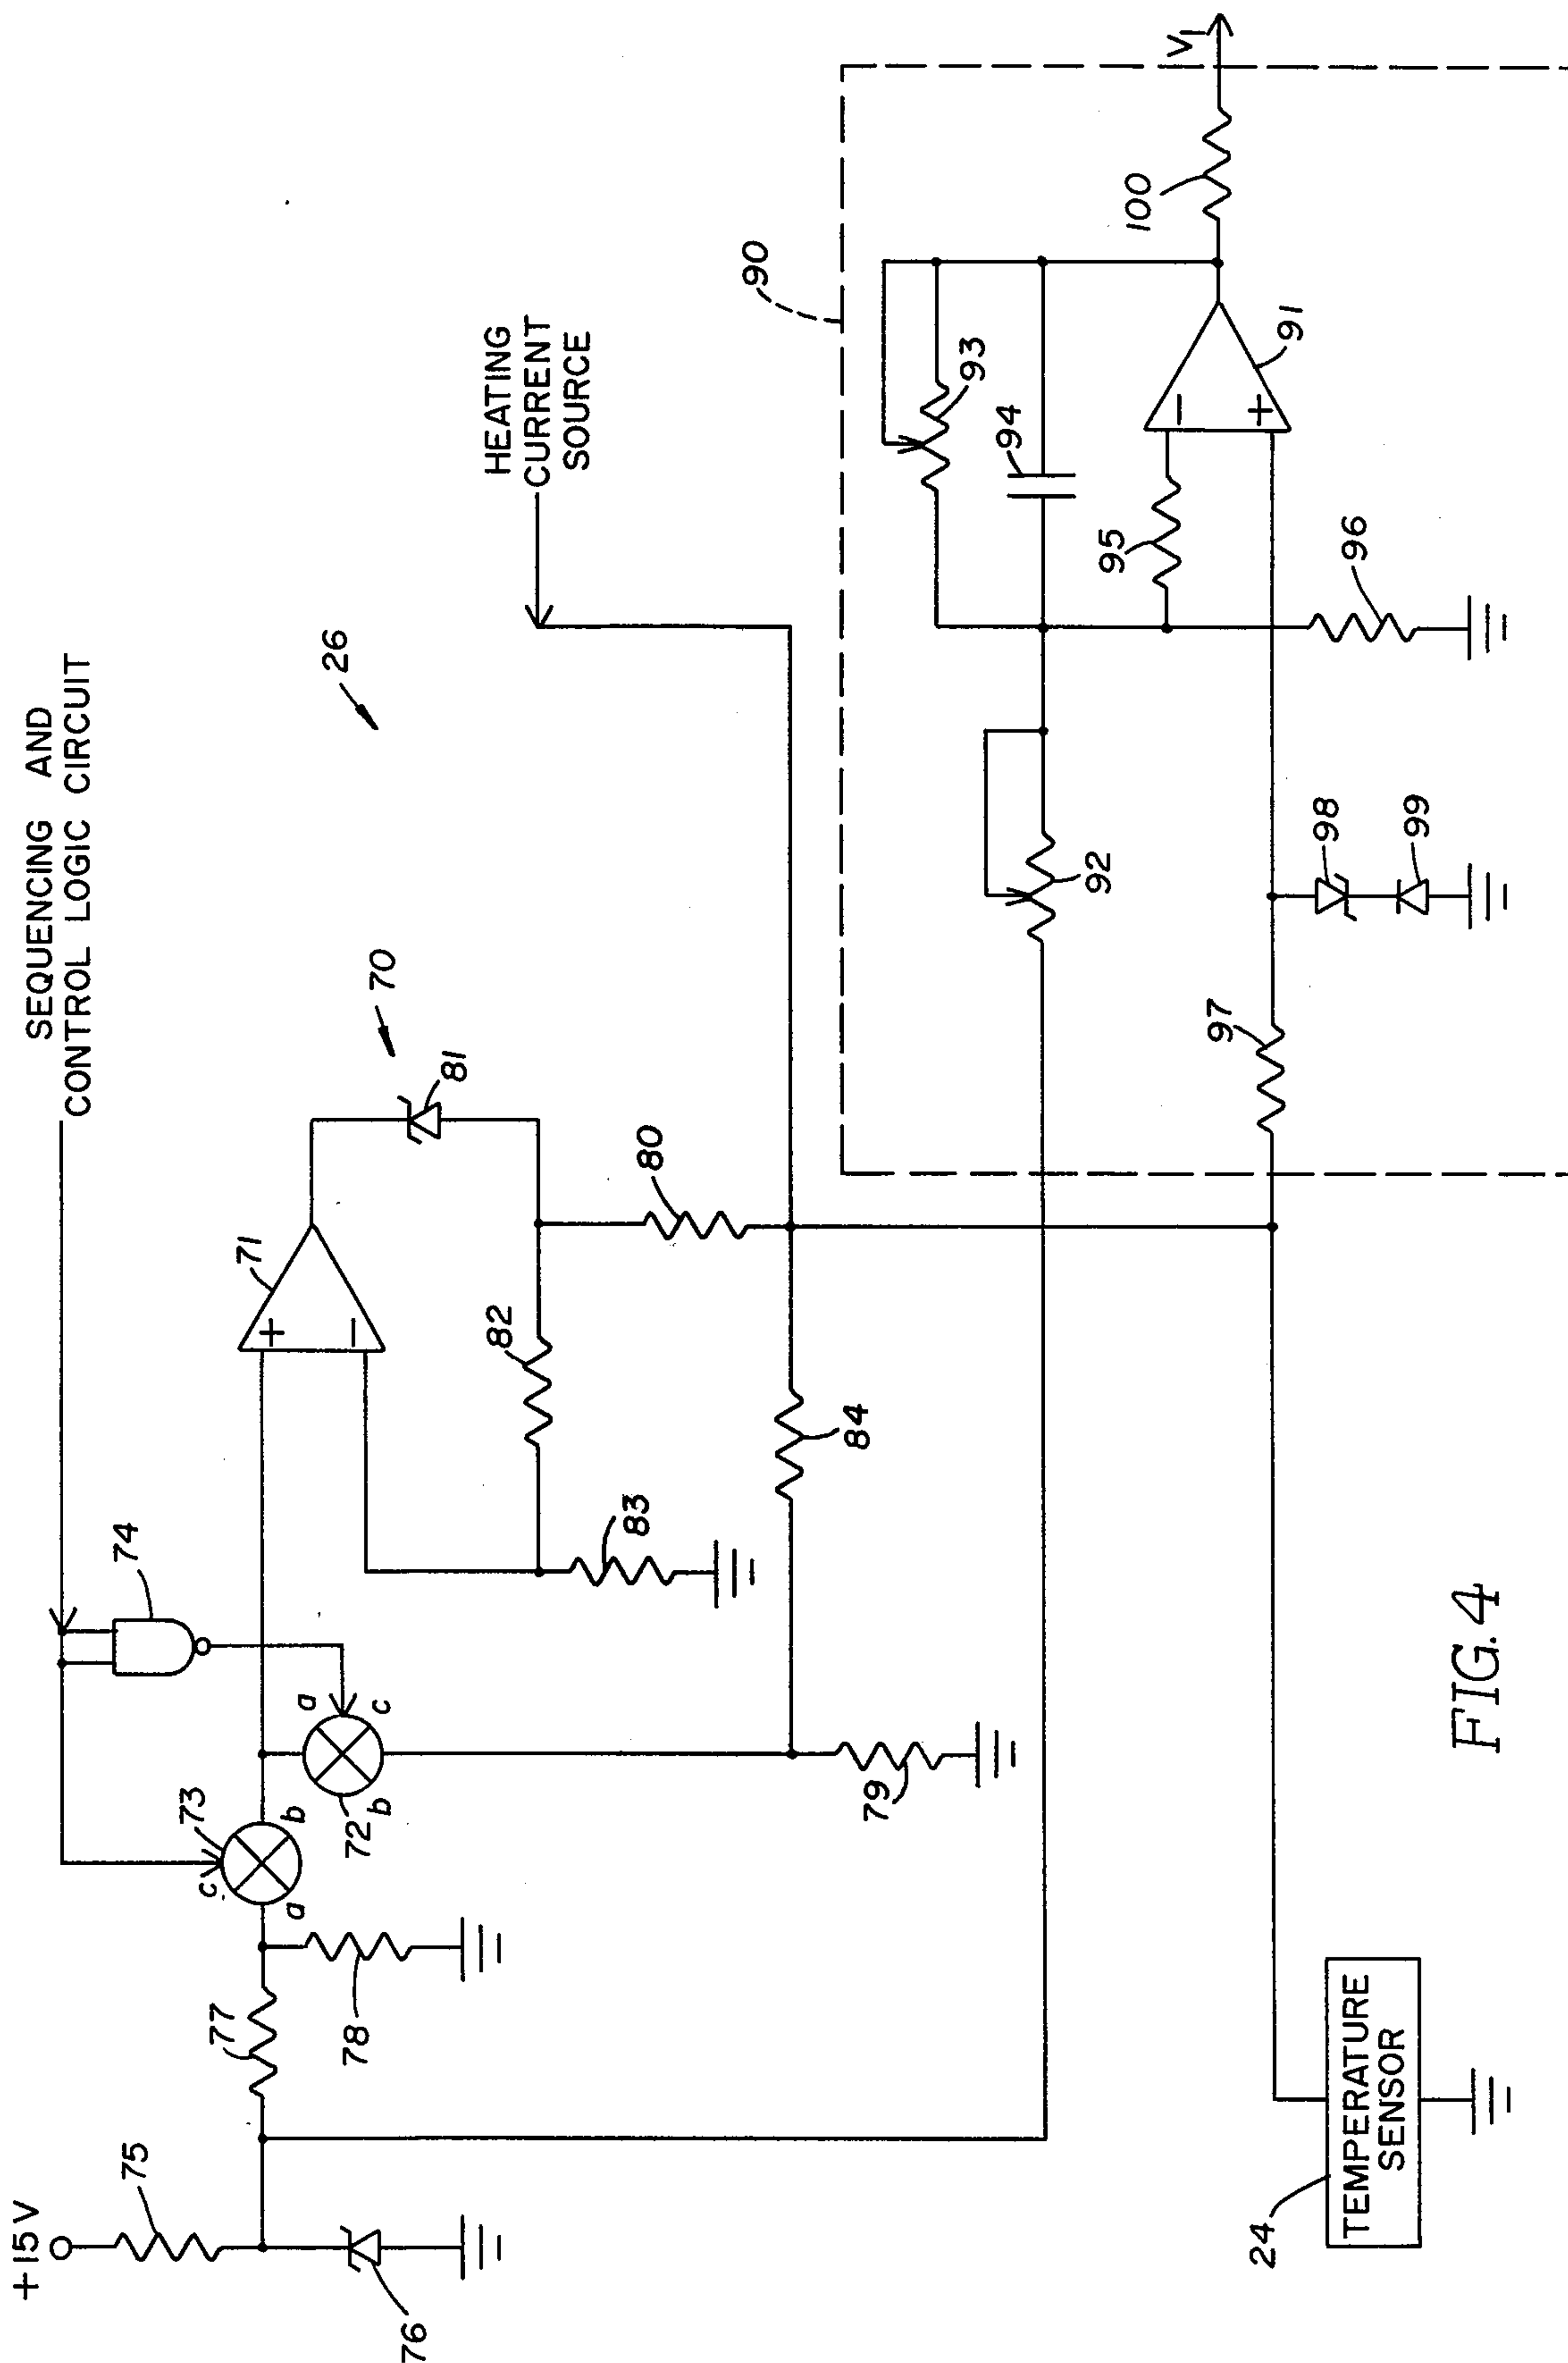 SEQUENCING AND
CONTROL LOGIC CIRCUIT
+15V
75
76
77
78
73
c
a
b
74
72
a
b
c
79
71
+
−
70
81
82
83
80
84
26
HEATING
CURRENT
SOURCE
90
92
93
94
95
96
91
−
+
97
98
99
100
V1
24
TEMPERATURE
SENSOR
FIG. 4